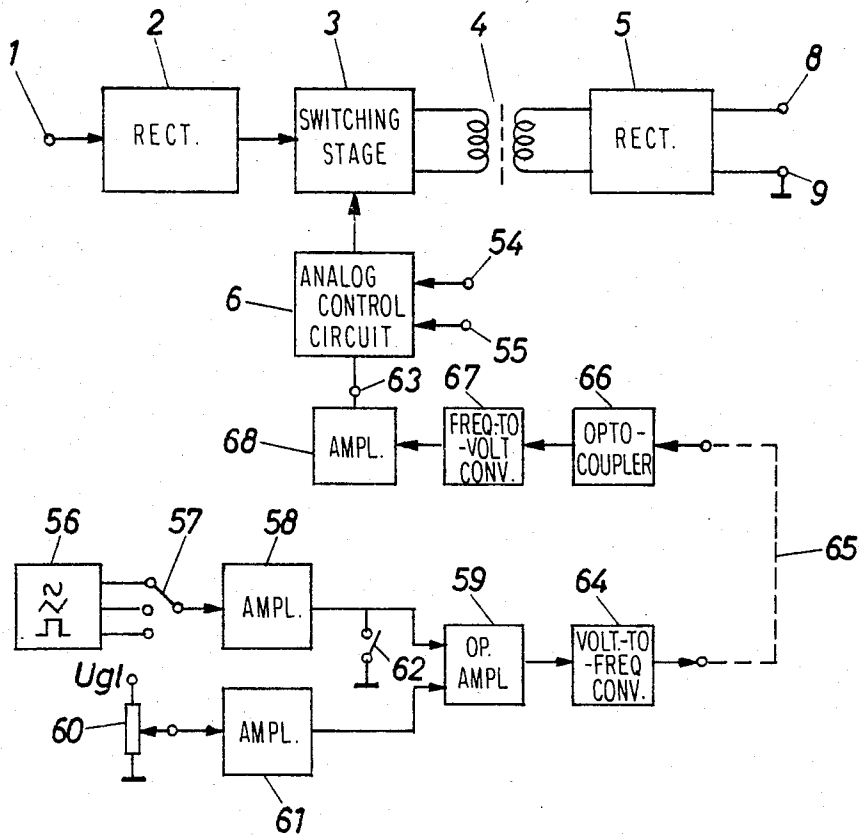 1
2
3
4
5
8
RECT.
SWITCHING
STAGE
RECT.
9
6
ANALOG
CONTROL
CIRCUIT
54
55
63
67
66
68
AMPL.
FREQ.-TO
-VOLT
CONV.
OPTO-
COUPLER
56
57
58
59
64
65
AMPL.
62
OP.
AMPL
VOLT.-TO
-FREQ
CONV.
Ugl
60
AMPL.
61